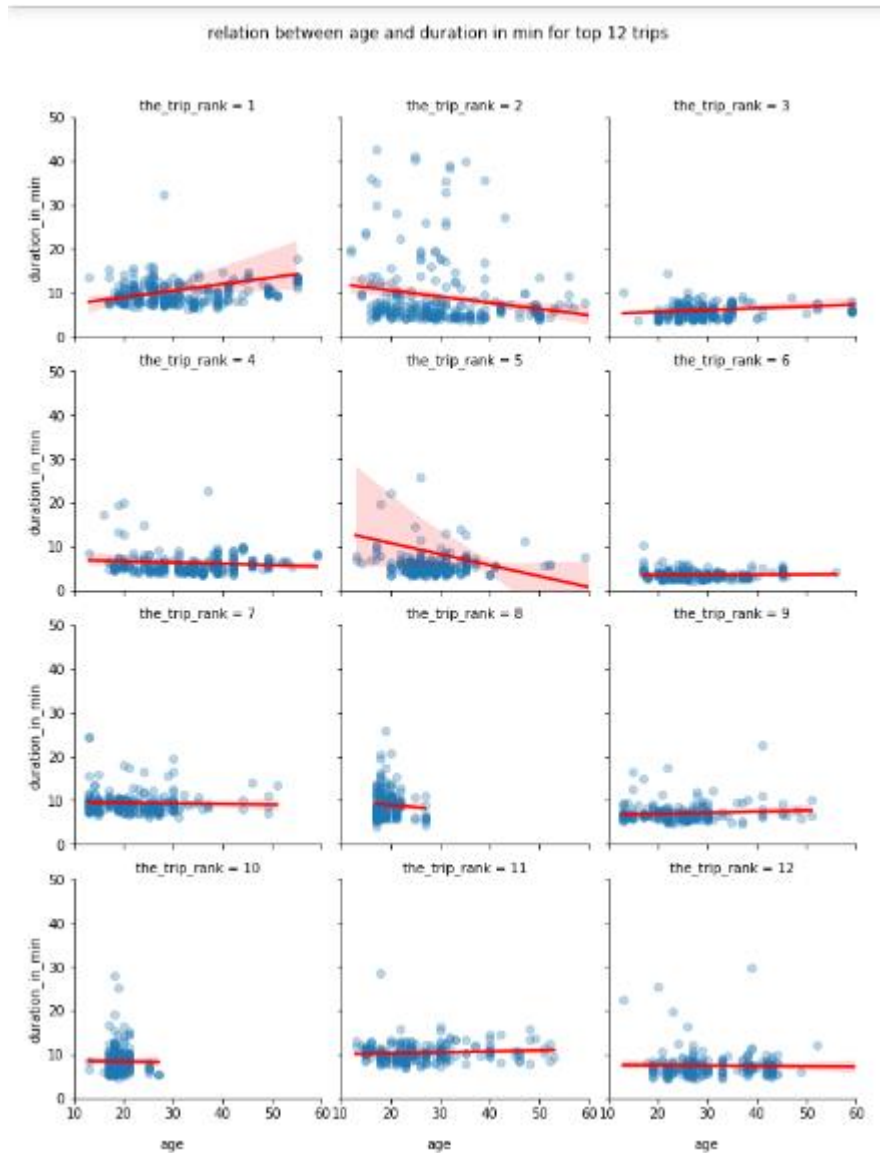 relation between age and duration in min for top 12 trips
the_trip_rank = 1 the_trip_rank = 2 the_trip_rank = 3
50
40
30
20
10
0
duration_in_min
the_trip_rank = 4 the_trip_rank = 5 the_trip_rank = 6
50
40
30
20
10
0
duration_in_min
the_trip_rank = 7 the_trip_rank = 8 the_trip_rank = 9
50
40
30
20
10
0
duration_in_min
the_trip_rank = 10 the_trip_rank = 11 the_trip_rank = 12
50
40
30
20
10
0
duration_in_min
10 20 30 40 50 60 10 20 30 40 50 60 10 20 30 40 50 60
age age age